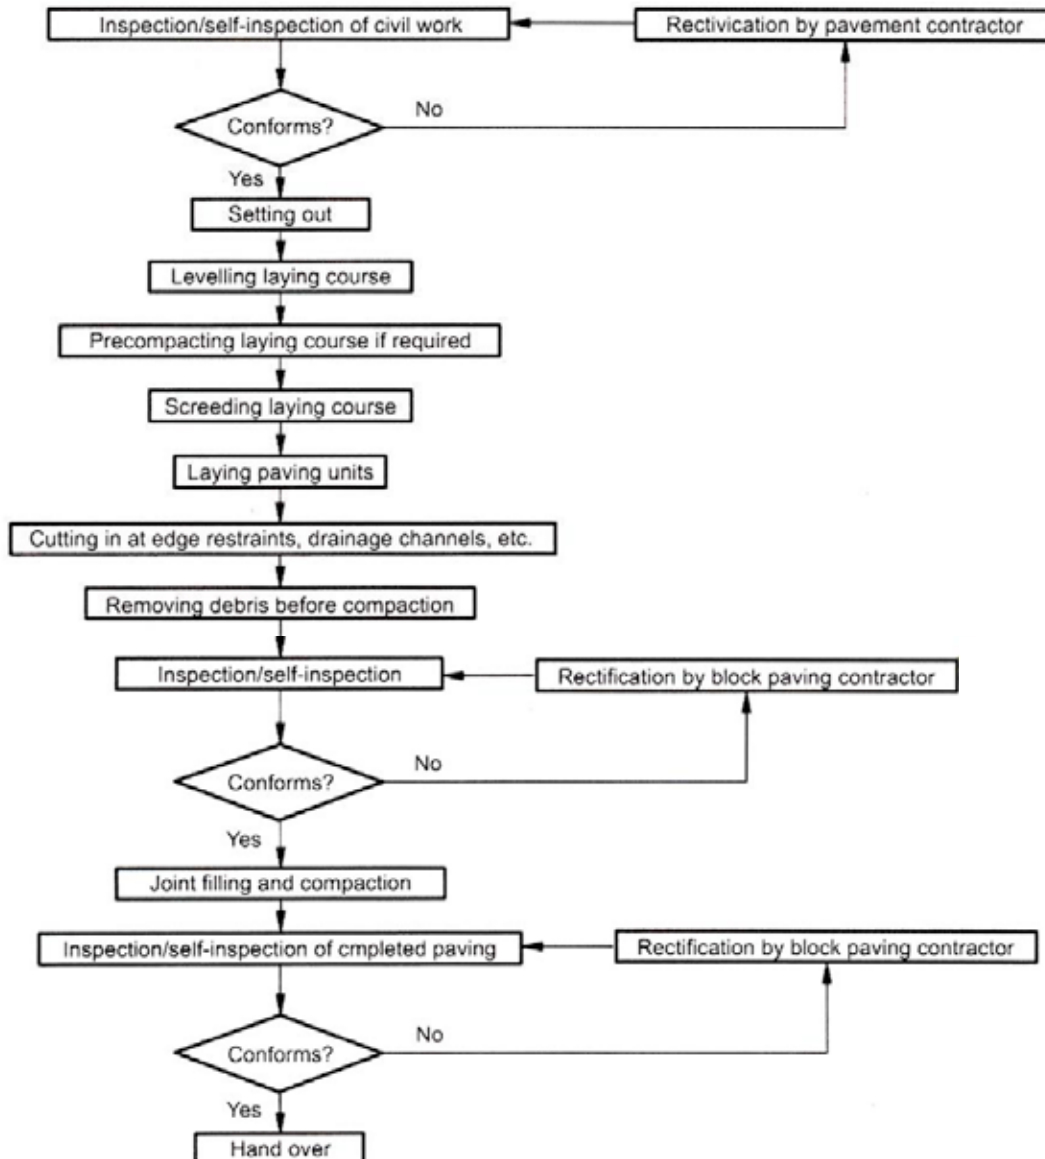 Inspection/self-inspection of civil work
Rectivication by pavement contractor
No
Conforms?
Yes
Setting out
Levelling laying course
Precompacting laying course if required
Screeding laying course
Laying paving units
Cutting in at edge restraints, drainage channels, etc.
Removing debris before compaction
Inspection/self-inspection
Rectification by block paving contractor
No
Conforms?
Yes
Joint filling and compaction
Inspection/self-inspection of cmpleted paving
Rectification by block paving contractor
No
Conforms?
Yes
Hand over